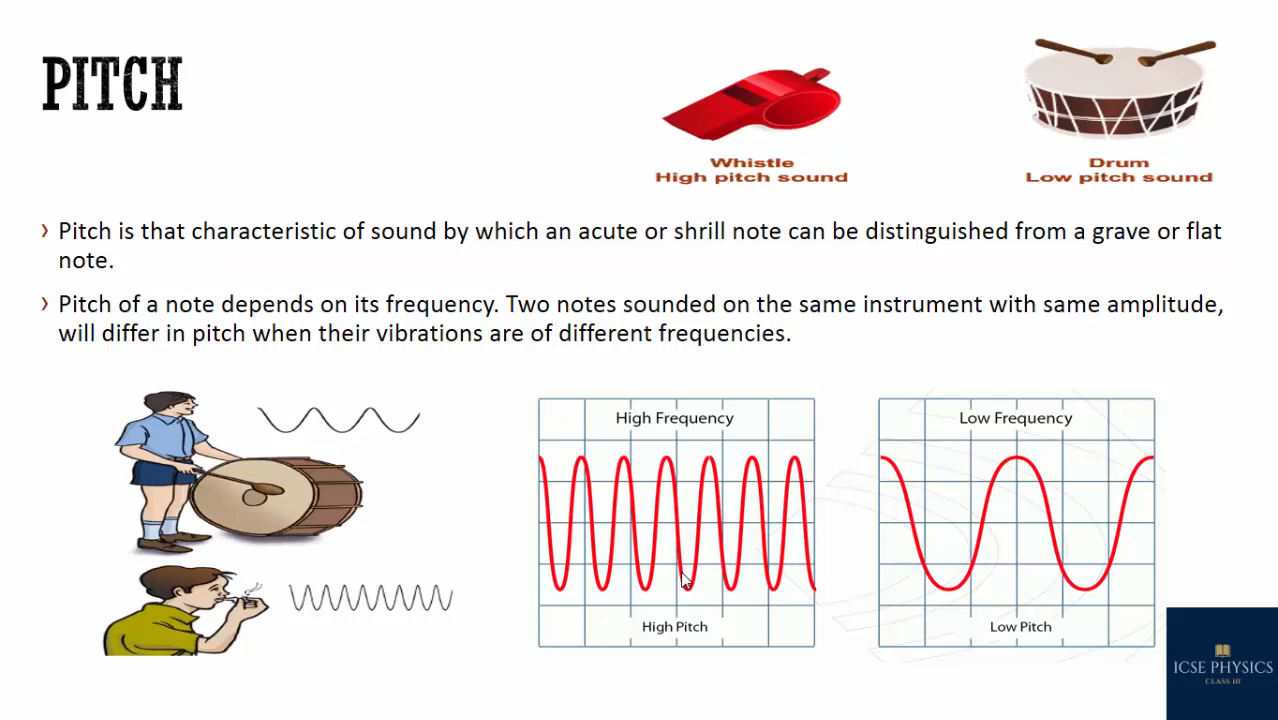 PITCH
Whistle
High pitch sound
Drum
Low pitch sound
› Pitch is that characteristic of sound by which an acute or shrill note can be distinguished from a grave or flat
note.
› Pitch of a note depends on its frequency. Two notes sounded on the same instrument with same amplitude,
will differ in pitch when their vibrations are of different frequencies.
High Frequency
High Pitch
Low Frequency
Low Pitch
ICSE PHYSICS
CLASS 10